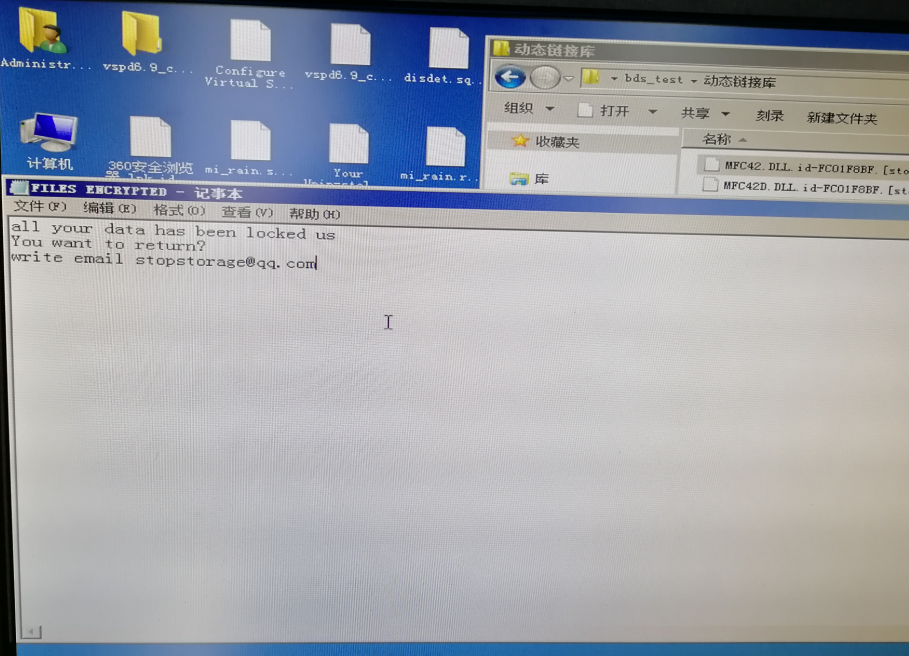 Administr...
vspd6.9_c...
Configure
Virtual S...
vspd6.9_c...
disdet.sq..
计算机
360安全浏览
器
mi_rain.s...
Your
mi_rain.r..
动态链接库
bds_test
动态链接库
组织
打开
共享
刻录
新建文件夹
收藏夹
库
名称
MFC42.DLL.id-FC01F8BF.[sto
MFC42D.DLL.id-FC01F8BF.[st
FILES ENCRYPTED - 记事本
文件(F) 编辑(E) 格式(O) 查看(V) 帮助(H)
all your data has been locked us
You want to return?
write email stopstorage@qq.com